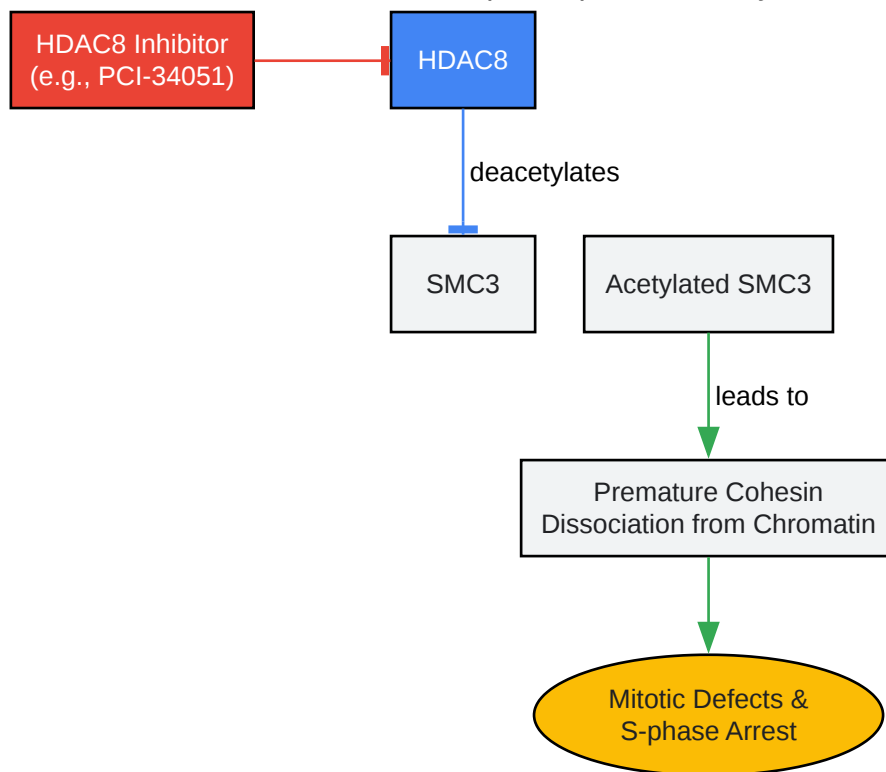 HDAC8 Inhibitor
(e.g., PCI-34051)
HDAC8
deacetylates
SMC3
Acetylated SMC3
leads to
Premature Cohesin
Dissociation from Chromatin
Mitotic Defects &
S-phase Arrest